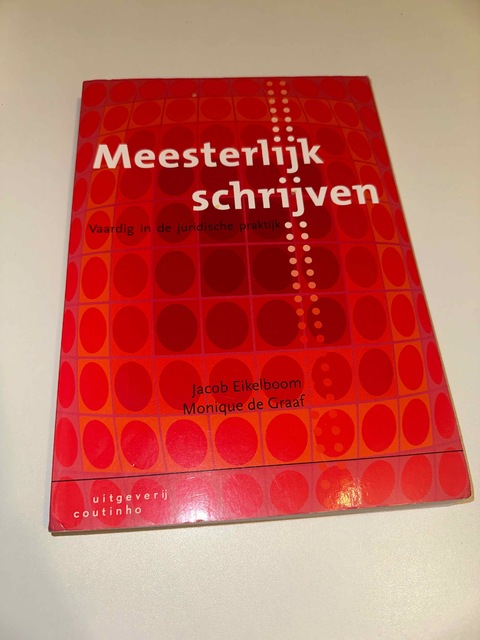 Meesterlijk
schrijven
Vaardig in de juridische praktijk
Jacob Eikelboom
Monique de Graaf
uitgeverij
coutinho